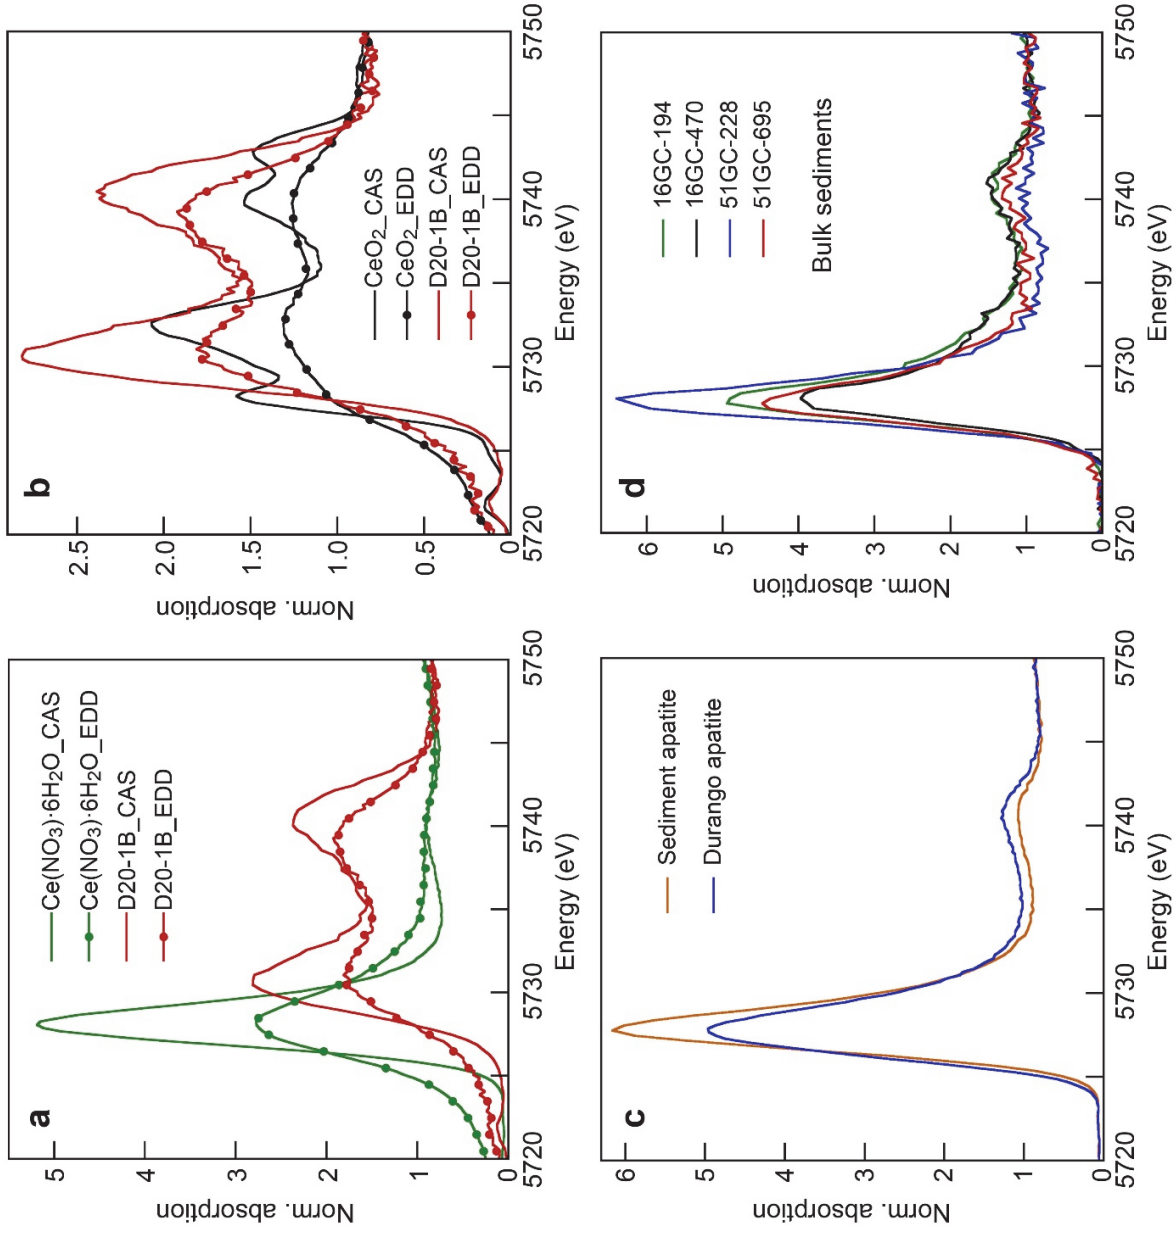 a
Ce(NO3)·6H2O_CAS
Ce(NO3)·6H2O_EDD
D20-1B_CAS
D20-1B_EDD
Norm. absorption
5
4
3
2
1
0
5720
5730
5740
5750
Energy (eV)
b
CeO2_CAS
CeO2_EDD
D20-1B_CAS
D20-1B_EDD
Norm. absorption
2.5
2.0
1.5
1.0
0.5
0
5720
5730
5740
5750
Energy (eV)
c
Sediment apatite
Durango apatite
Norm. absorption
6
5
4
3
2
1
0
5720
5730
5740
5750
Energy (eV)
d
16GC-194
16GC-470
51GC-228
51GC-695
Bulk sediments
Norm. absorption
6
5
4
3
2
1
0
5720
5730
5740
5750
Energy (eV)